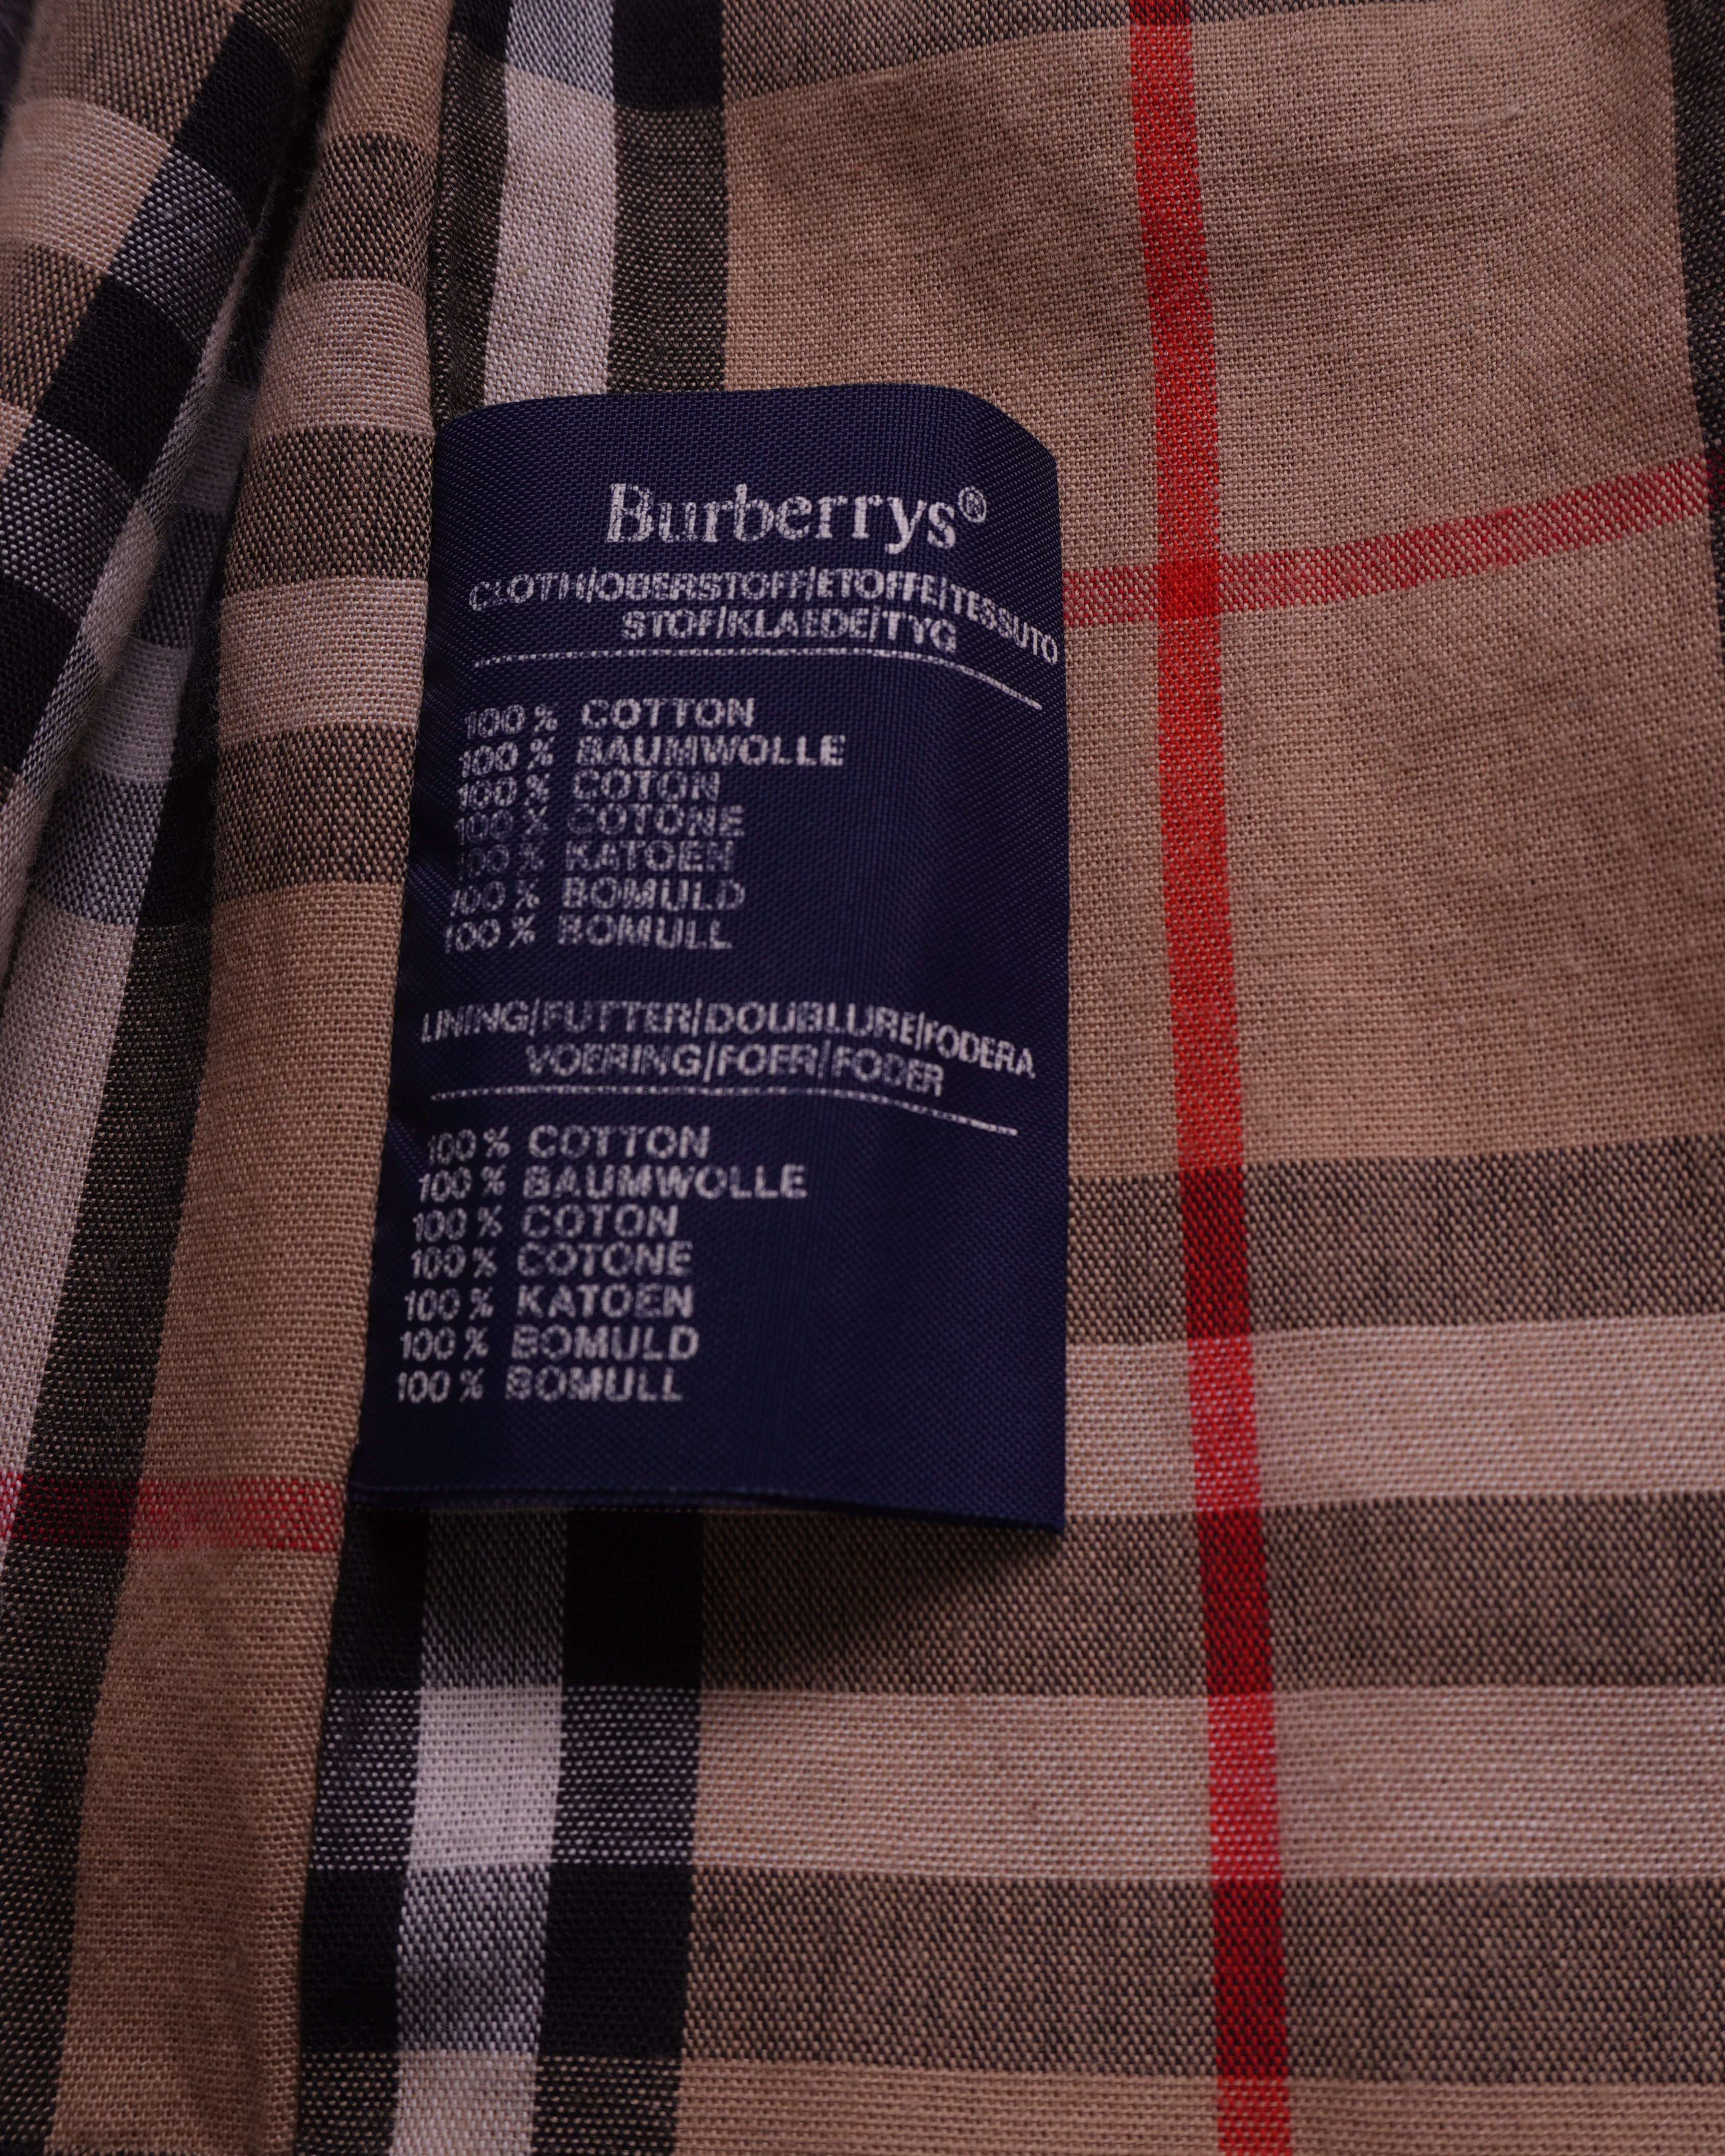 Burberrys®
CLOTH/OBERSTOFF/ETOFFE/TESSUTO
STOF/KLAEDE/TYG
100 % COTTON
100 % BAUMWOLLE
100 % COTON
100 % COTONE
100 % KATOEN
100 % BOMULD
100 % BOMULL
LINING/FUTTER/DOUBLURE/FODERA
VOERING/FOER/FODER
100 % COTTON
100 % BAUMWOLLE
100 % COTON
100 % COTONE
100 % KATOEN
100 % BOMULD
100 % BOMULL